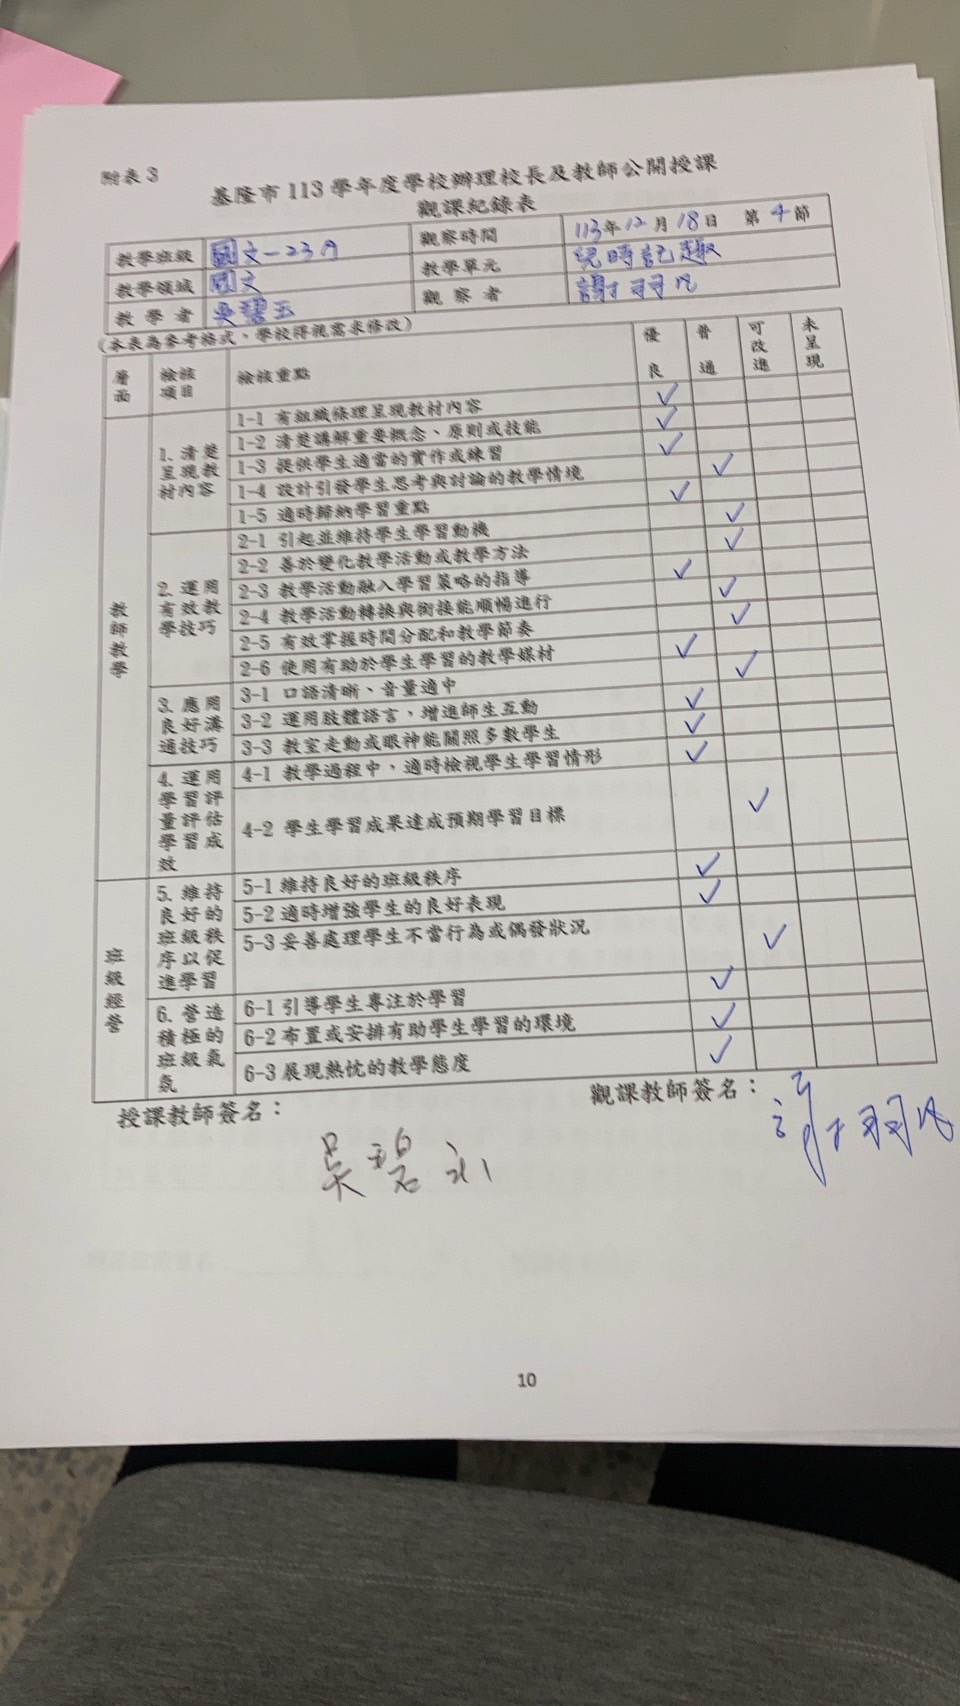 附表3
基隆市113學年度學校辦理校長及教師公開授課
觀課紀錄表
教學班級 國文一23A 觀察時間 113年12月18日 第4節
教學領域 國文 教學單元 兒時記趣
教學者 吳碧玉 觀察者 謝羽凡
(本表為參考格式,學校得視需求修改)
層面 檢核項目 檢核重點 優良 普通 可改進 未呈現
教師教學
1、清楚呈現教材內容
1-1 有組織條理呈現教材內容 ✓
1-2 清楚講解重要概念、原則或技能 ✓
1-3 提供學生適當的實作或練習 ✓
1-4 設計引發學生思考與討論的教學情境 ✓
1-5 適時歸納學習重點 ✓
2、運用有效教學技巧
2-1 引起並維持學生學習動機 ✓
2-2 善於變化教學活動或教學方法 ✓
2-3 教學活動融入學習策略的指導 ✓
2-4 教學活動轉換與銜接能順暢進行 ✓
2-5 有效掌握時間分配和教學節奏 ✓
2-6 使用有助於學生學習的教學媒材 ✓
3、應用良好溝通技巧
3-1 口語清晰、音量適中 ✓
3-2 運用肢體語言,增進師生互動 ✓
3-3 教室走動或眼神能關照多數學生 ✓
4、運用學習評量評估學習成效
4-1 教學過程中,適時檢視學生學習情形 ✓
4-2 學生學習成果達成預期學習目標 ✓
班級經營
5、維持良好的班級秩序以促進學習
5-1維持良好的班級秩序 ✓
5-2適時增強學生的良好表現 ✓
5-3妥善處理學生不當行為或偶發狀況 ✓
6、營造積極的班級氣氛
6-1引導學生專注於學習 ✓
6-2布置或安排有助學生學習的環境 ✓
6-3展現熱忱的教學態度 ✓
授課教師簽名: 觀課教師簽名:
吳碧玉 謝羽凡
10